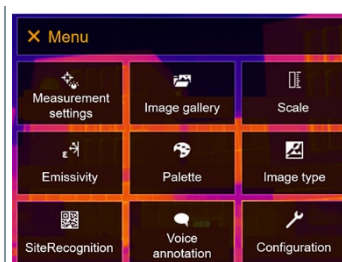 Menu
Measurement
settings
Image gallery
Scale
Emissivity
Palette
Image type
SiteRecognition
Voice
annotation
Configuration